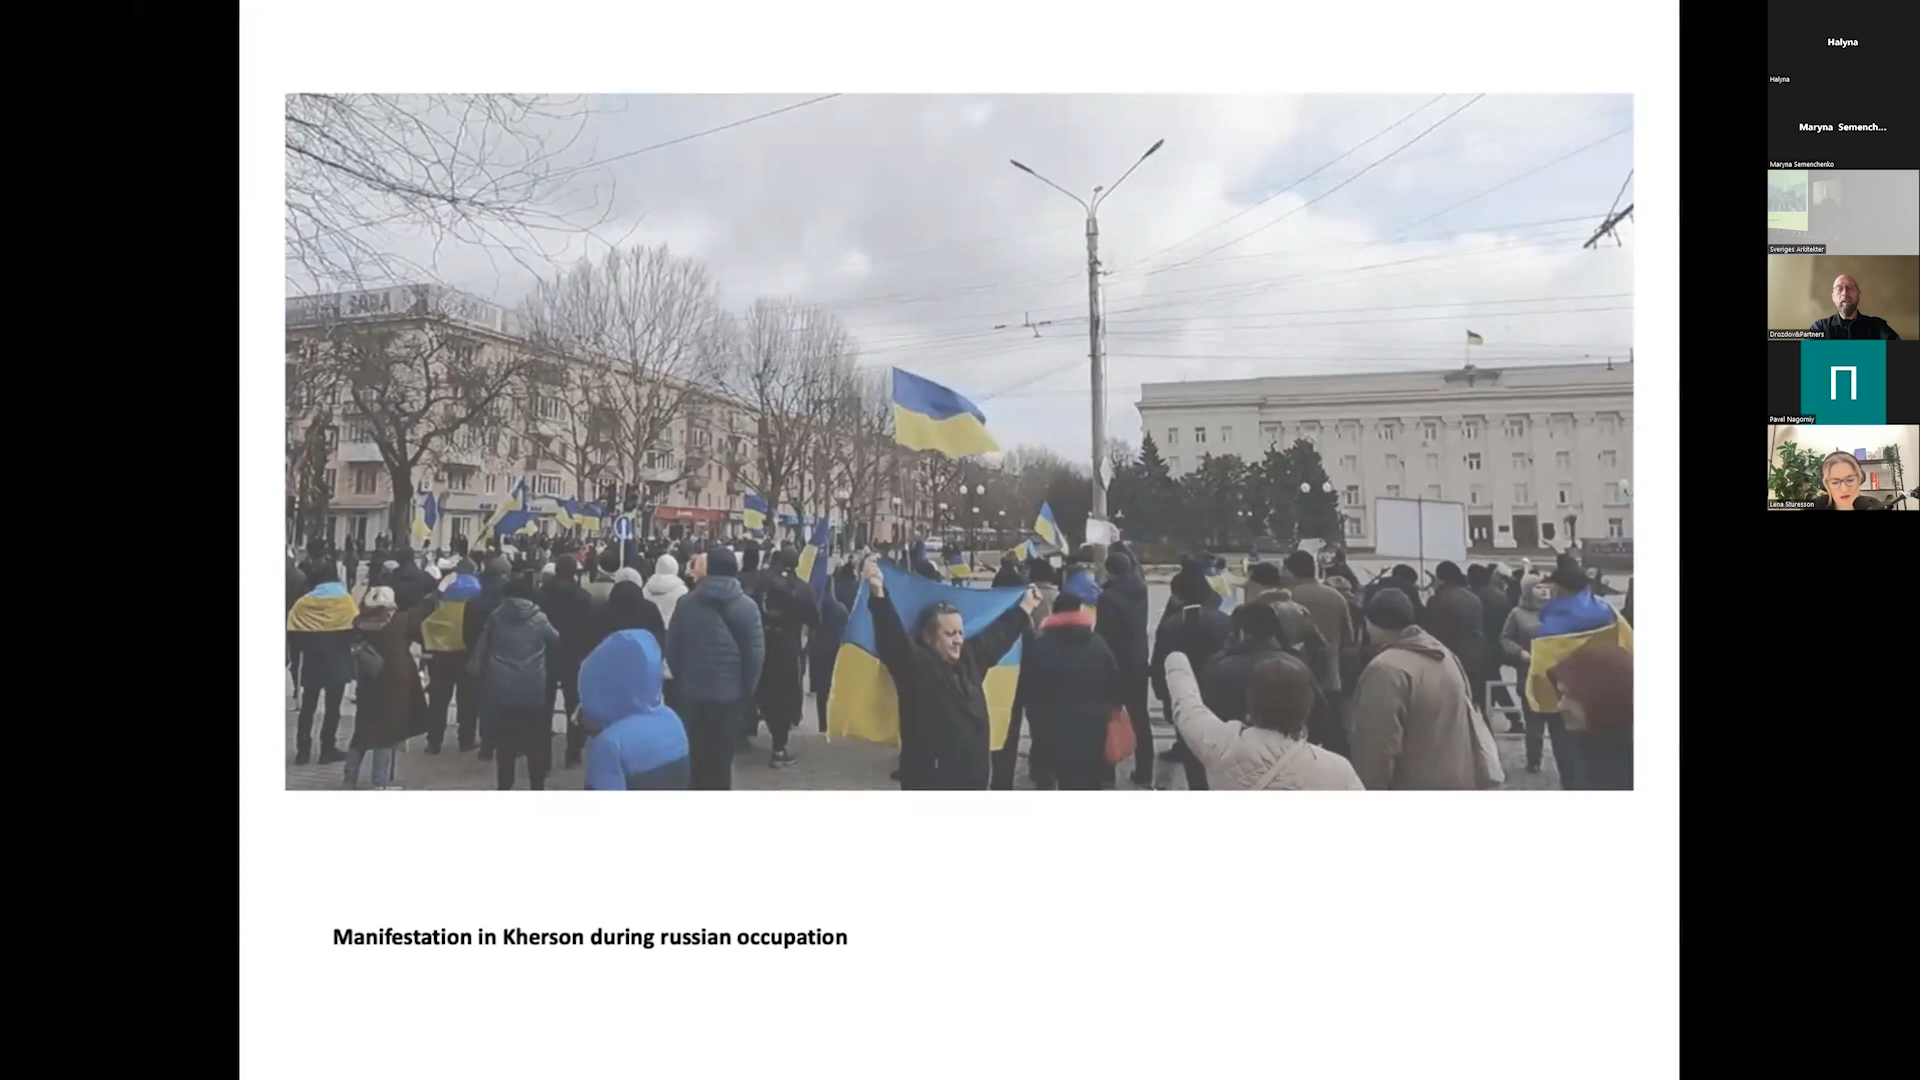 Halyna
Halyna
Maryna Semench...
Maryna Semenchenko
Sveriges Arkitekter
Drozdov&Partners
П
Pavel Nagorniy
Lena Sturesson
Manifestation in Kherson during russian occupation